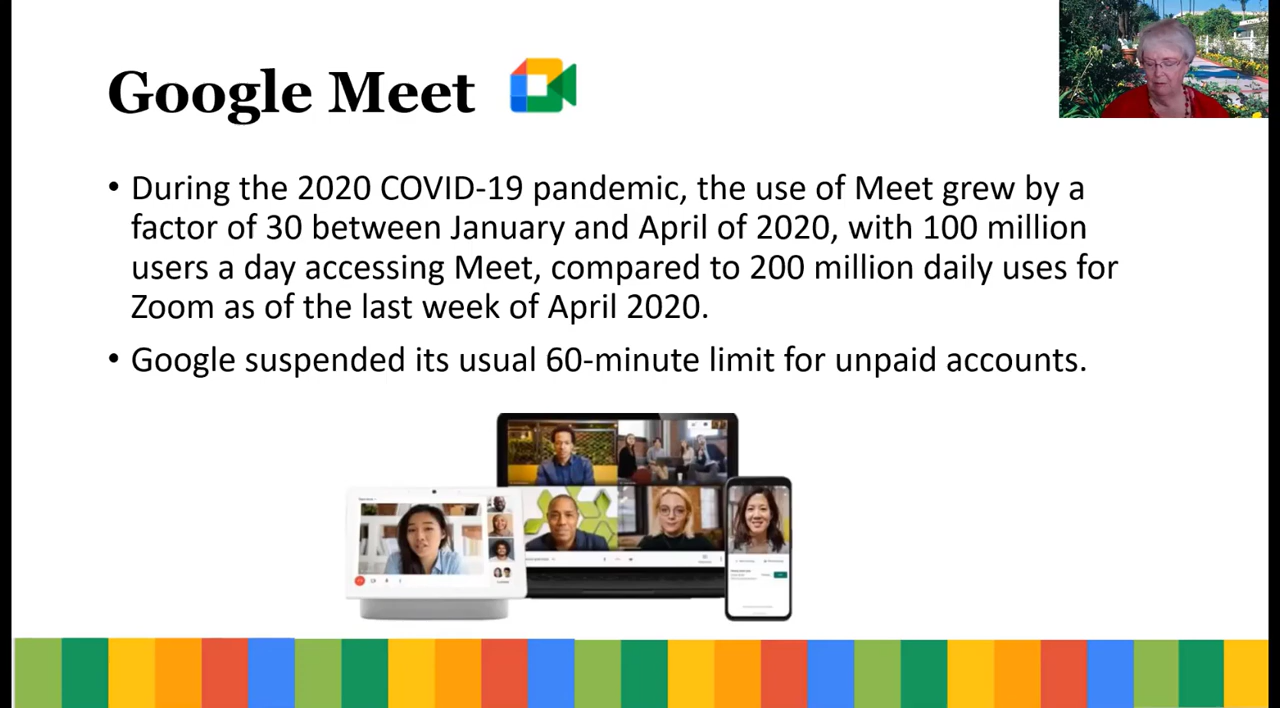 Google Meet
• During the 2020 COVID-19 pandemic, the use of Meet grew by a
factor of 30 between January and April of 2020, with 100 million
users a day accessing Meet, compared to 200 million daily uses for
Zoom as of the last week of April 2020.
• Google suspended its usual 60-minute limit for unpaid accounts.